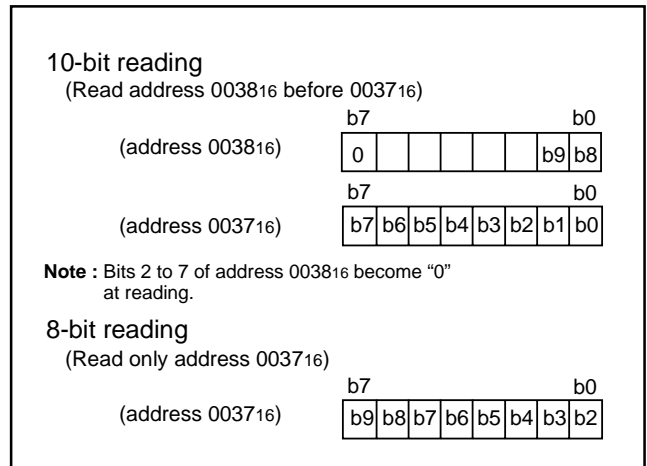 10-bit reading
(Read address 003816 before 003716)
b7 b0
(address 003816) 0 b9 b8
b7 b0
(address 003716) b7 b6 b5 b4 b3 b2 b1 b0
Note : Bits 2 to 7 of address 003816 become “0”
at reading.
8-bit reading
(Read only address 003716)
b7 b0
(address 003716) b9 b8 b7 b6 b5 b4 b3 b2